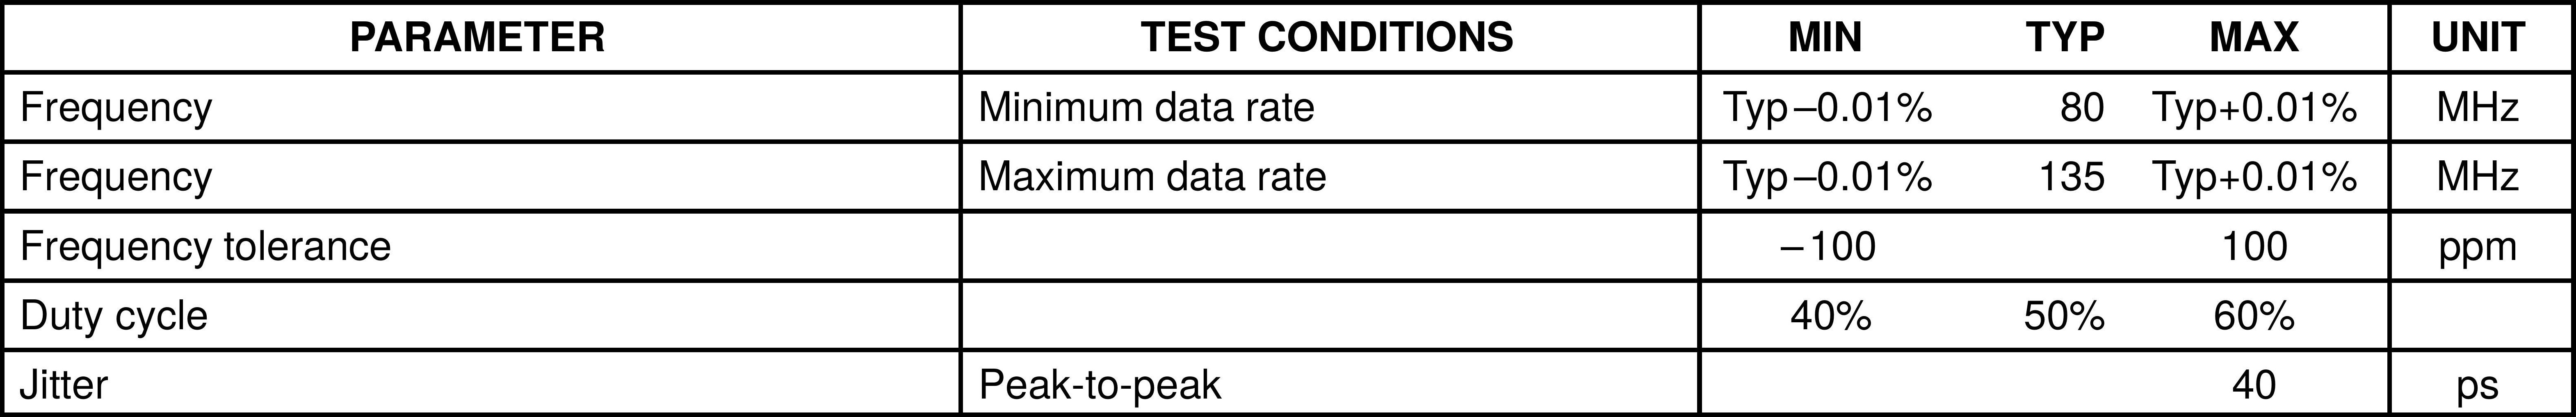 PARAMETER TEST CONDITIONS MIN TYP MAX UNIT
Frequency Minimum data rate Typ–0.01% 80 Typ+0.01% MHz
Frequency Maximum data rate Typ–0.01% 135 Typ+0.01% MHz
Frequency tolerance –100 100 ppm
Duty cycle 40% 50% 60%
Jitter Peak-to-peak 40 ps